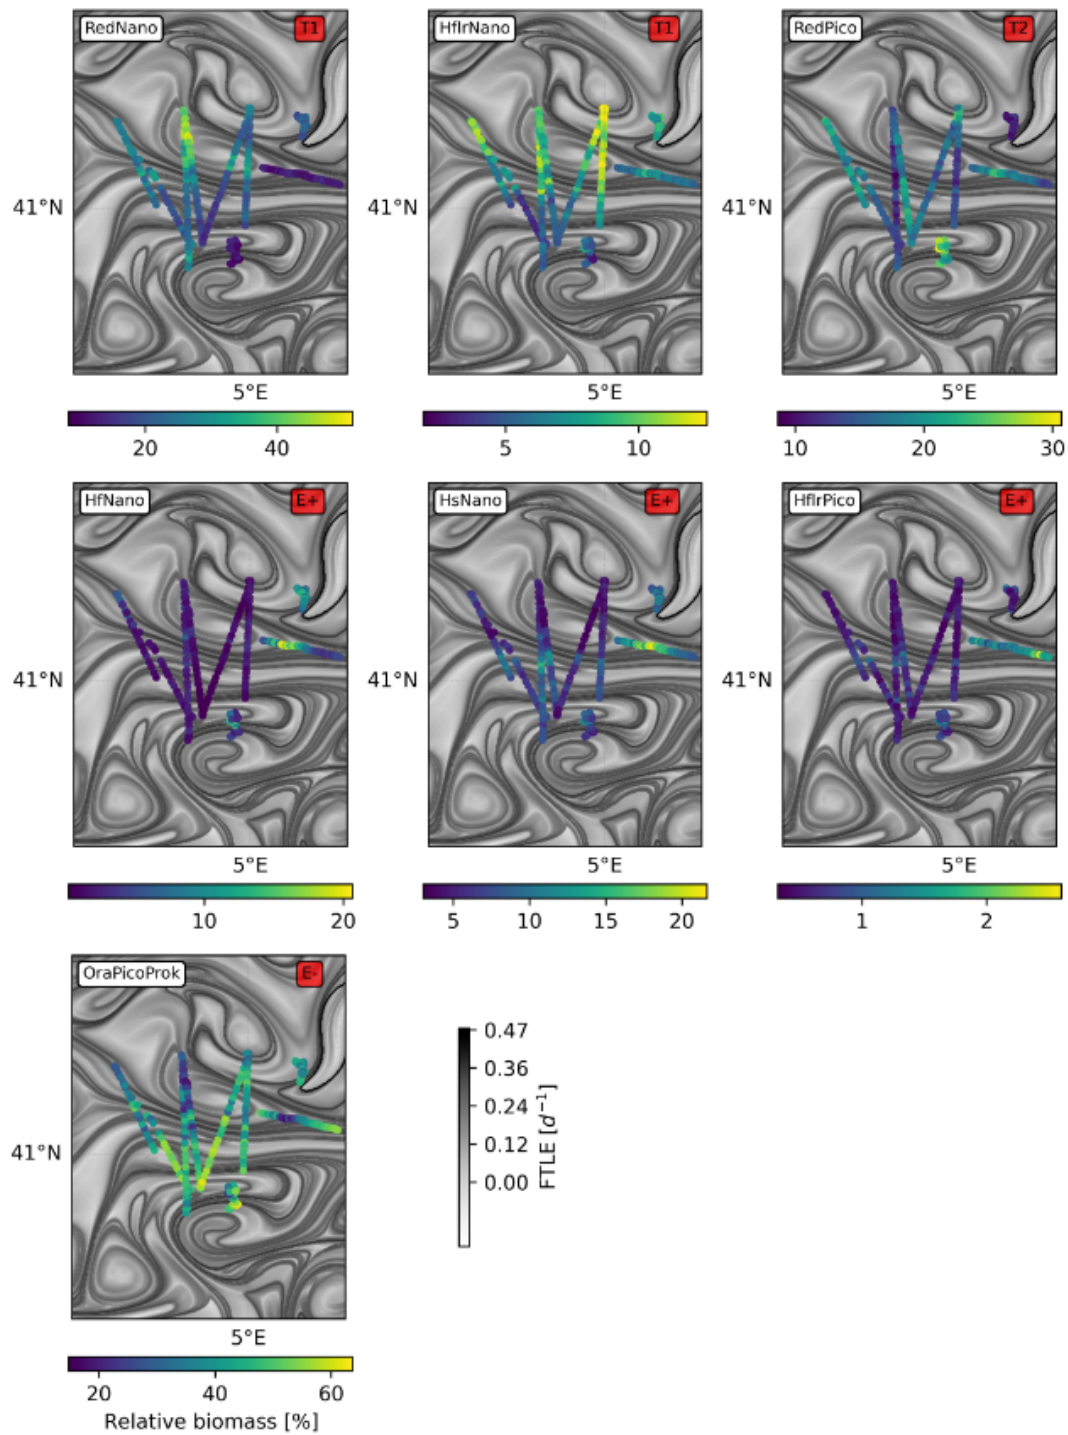 RedNano T1 HflrNano T1 RedPico T2
41°N 41°N 41°N
5°E 5°E 5°E
20 40 5 10 10 20 30
HfNano E+ HsNano E+ HflrPico E+
41°N 41°N 41°N
5°E 5°E 5°E
10 20 5 10 15 20 1 2
OraPicoProk E-
41°N
5°E
20 40 60
Relative biomass [%]
0.47
0.36
0.24
0.12
0.00
FTLE [d⁻¹]